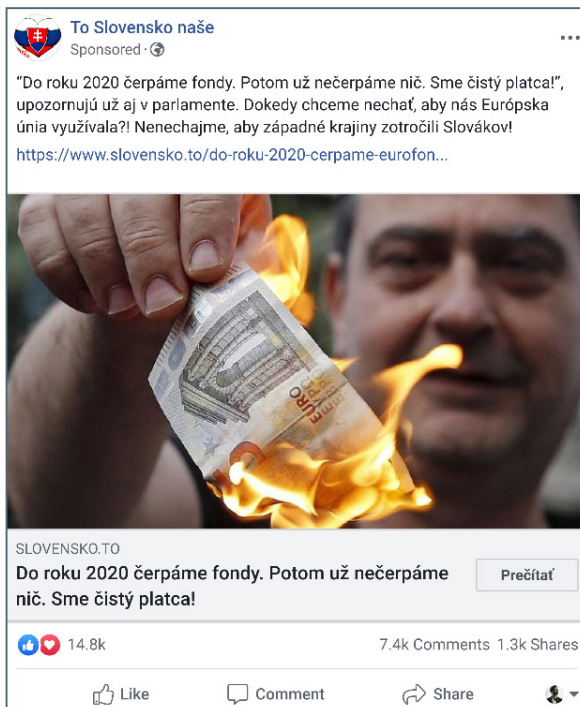 To Slovensko naše
Sponsored ·
“Do roku 2020 čerpáme fondy. Potom už nečerpáme nič. Sme čistý platca!”,
upozornujú už aj v parlamente. Dokedy chceme nechať, aby nás Európska
únia využívala?! Nenechajme, aby západné krajiny zotročili Slovákov!
https://www.slovensko.to/do-roku-2020-cerpame-eurofon...
EURO
SLOVENSKO.TO
Do roku 2020 čerpáme fondy. Potom už nečerpáme
nič. Sme čistý platca!
Prečítať
14.8k
7.4k Comments 1.3k Shares
Like
Comment
Share